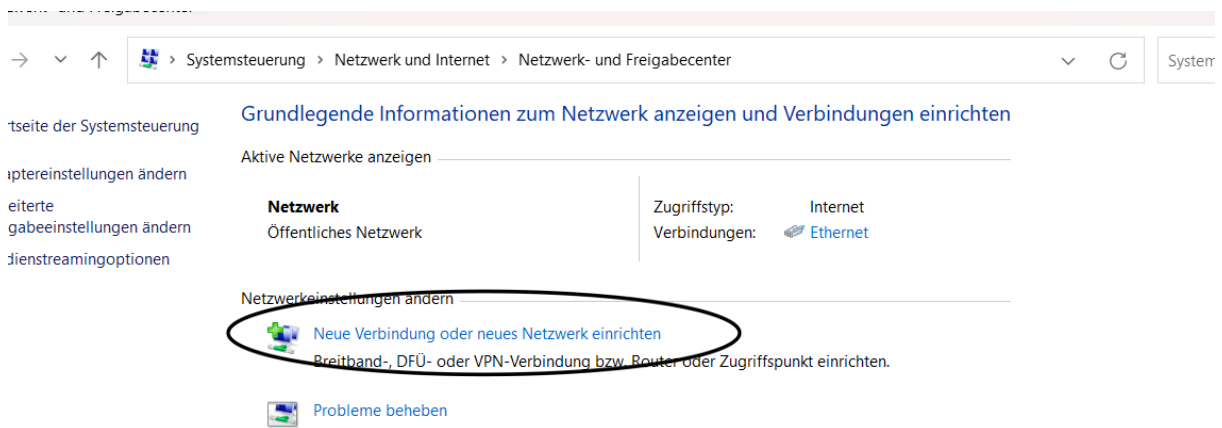 Systemsteuerung > Netzwerk und Internet > Netzwerk- und Freigabecenter
System
Grundlegende Informationen zum Netzwerk anzeigen und Verbindungen einrichten
rtseite der Systemsteuerung
Aktive Netzwerke anzeigen
aptereinstellungen ändern
eiterte
gabeeinstellungen ändern
dienstreamingoptionen
Netzwerk
Öffentliches Netzwerk
Zugriffstyp: Internet
Verbindungen: Ethernet
Netzwerkeinstellungen ändern
Neue Verbindung oder neues Netzwerk einrichten
Breitband-, DFÜ- oder VPN-Verbindung bzw. Router oder Zugriffspunkt einrichten.
Probleme beheben